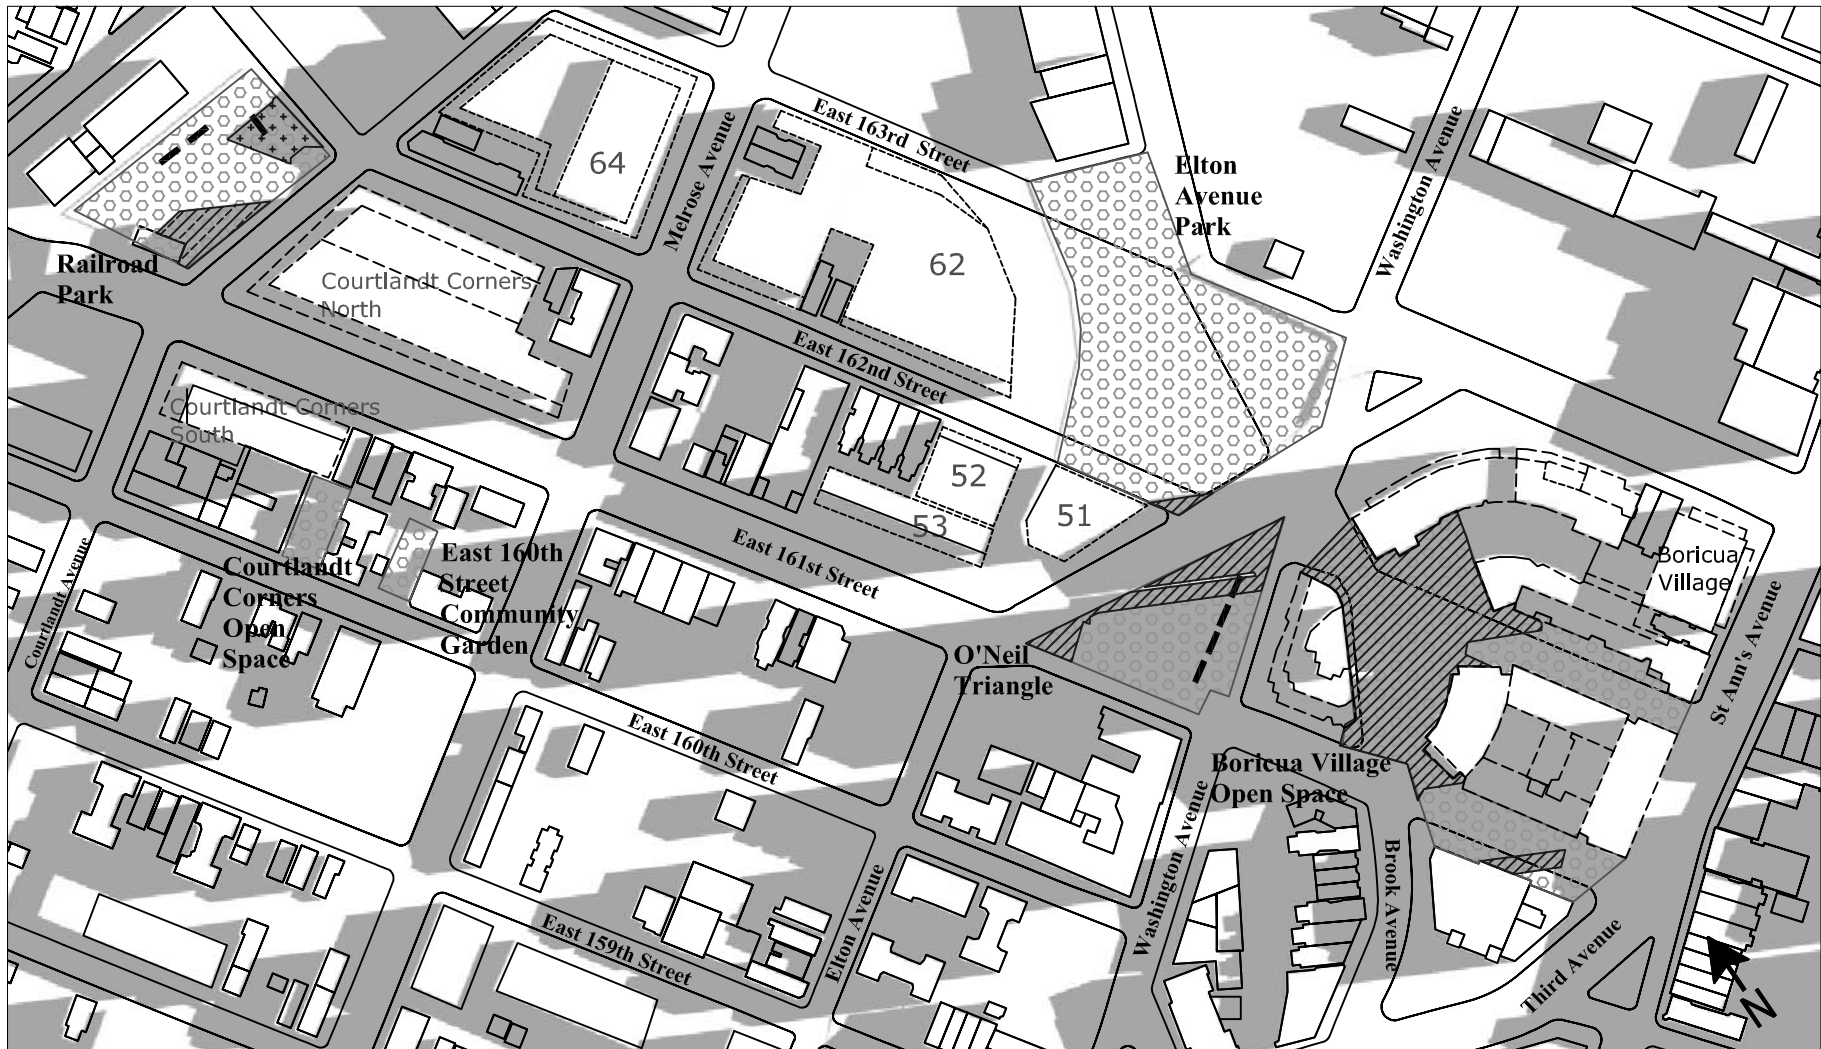 East 163rd Street
Elton
Avenue
Park
Washington Avenue
64
Melrose Avenue
62
Railroad
Park
Courtlandt Corners
North
East 162nd Street
Courtlandt Corners
South
52
53
51
East 161st Street
Courtlandt Avenue
Courtlandt
Corners
Open
Space
East 160th
Street
Community
Garden
Boricua
Village
St Ann's Avenue
O'Neil
Triangle
East 160th Street
Boricua Village
Open Space
Washington Avenue
Brook Avenue
Elton Avenue
East 159th Street
Third Avenue
N